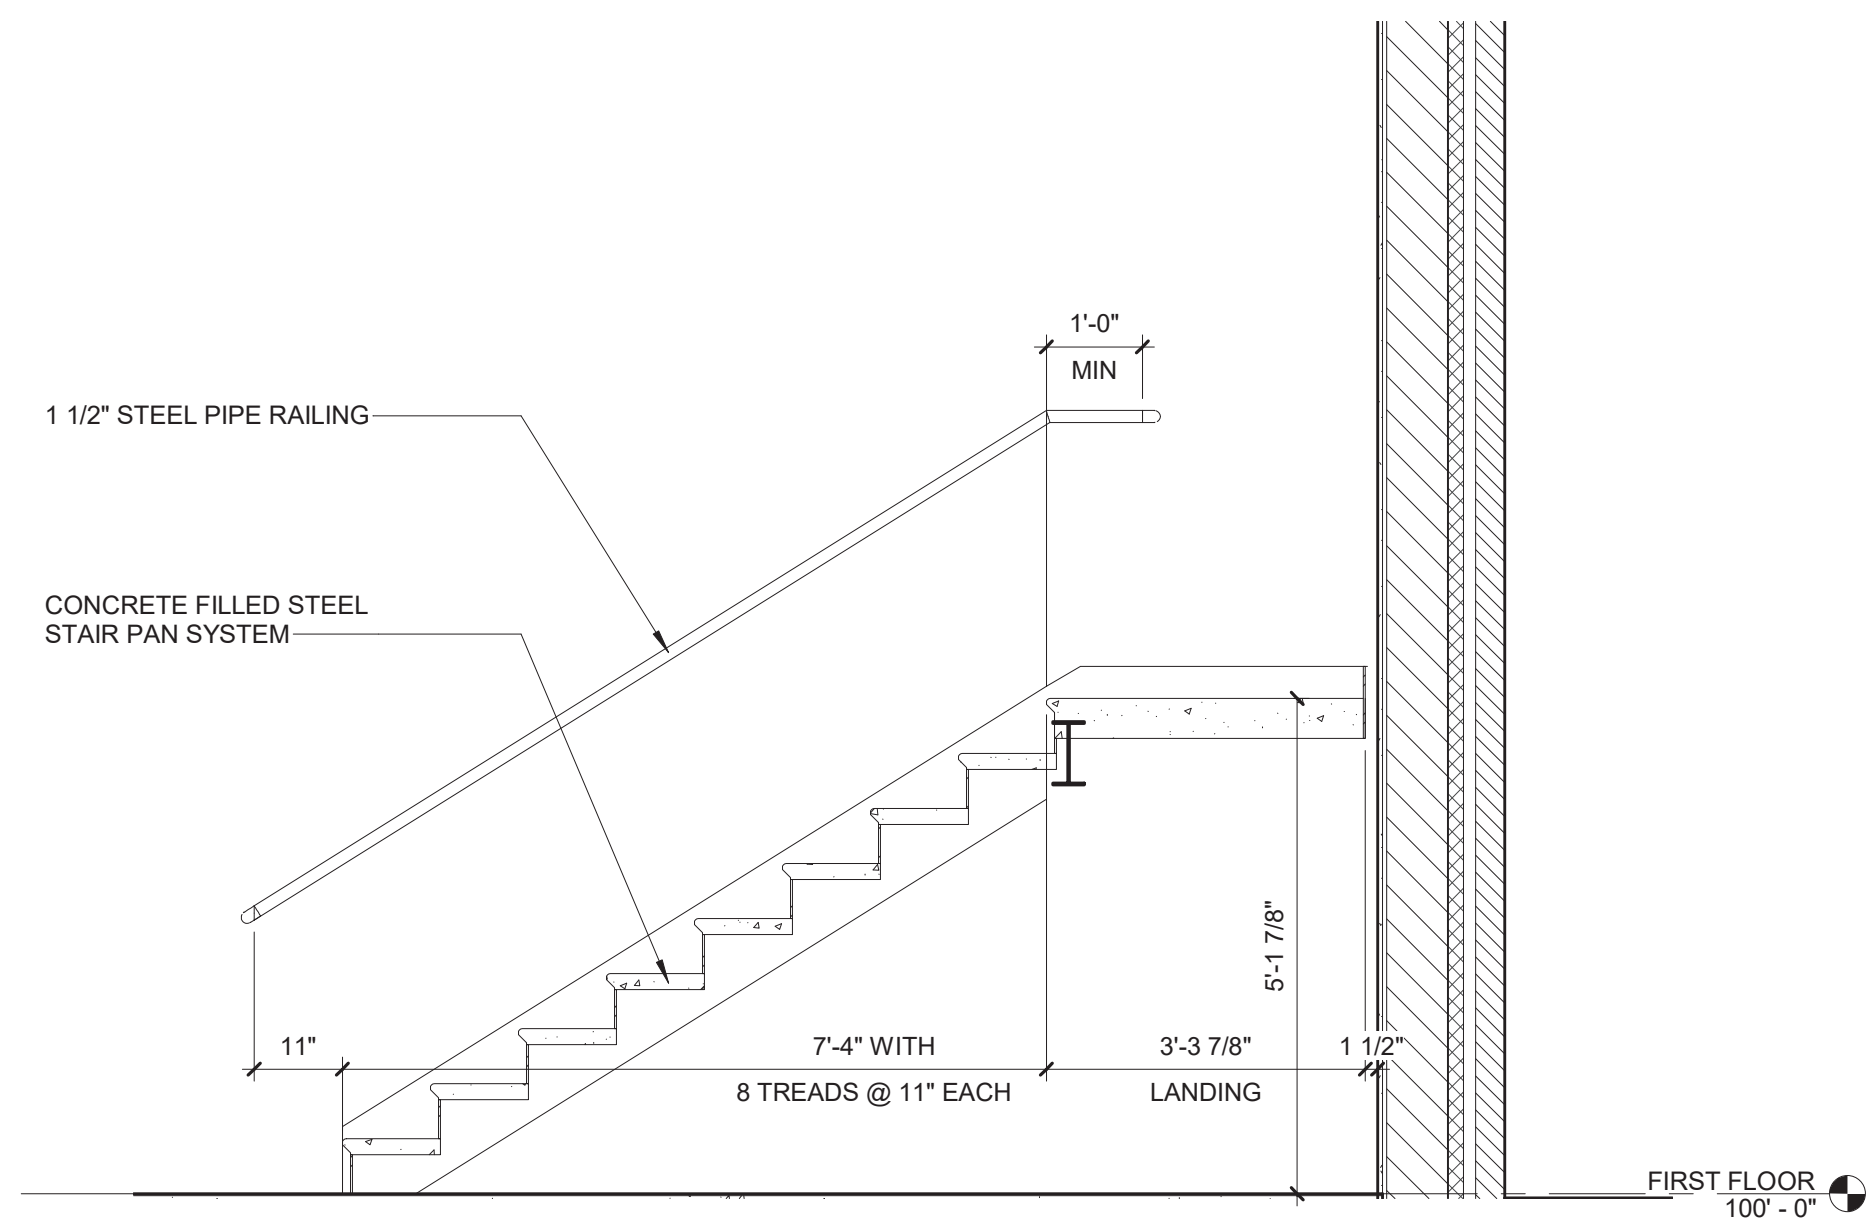 1'-0"
MIN
1 1/2" STEEL PIPE RAILING
CONCRETE FILLED STEEL
STAIR PAN SYSTEM
5'-1 7/8"
11"
7'-4" WITH
8 TREADS @ 11" EACH
3'-3 7/8"
LANDING
1 1/2"
FIRST FLOOR
100' - 0"